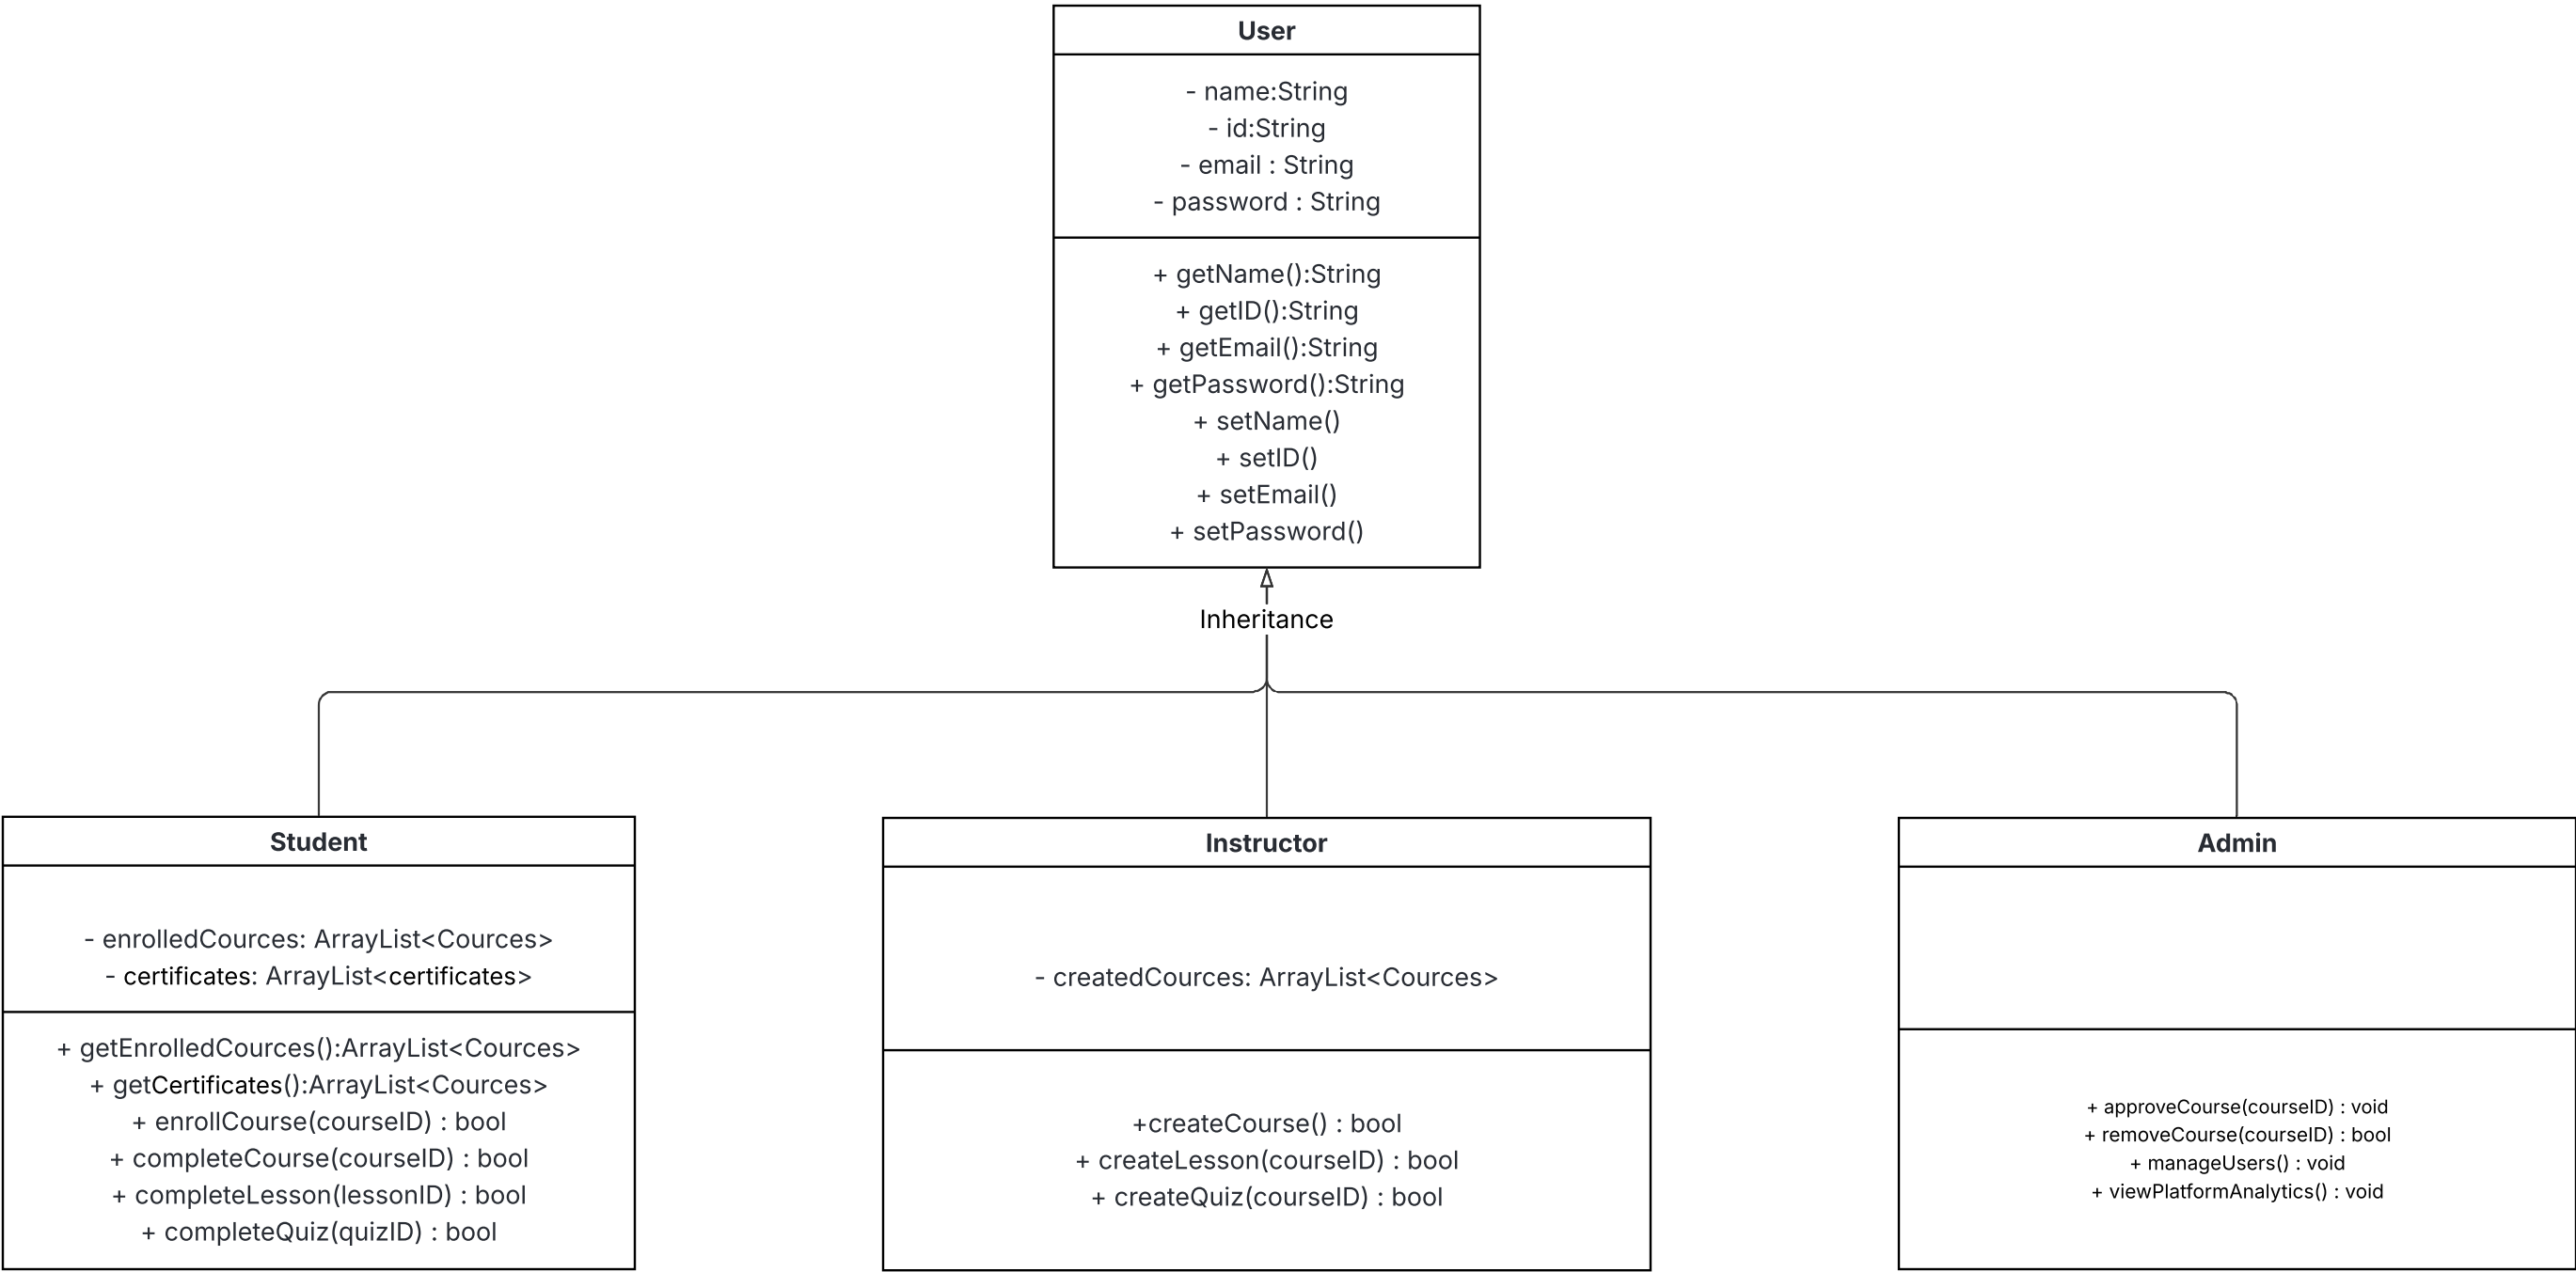 User
- name:String
- id:String
- email : String
- password : String
+ getName():String
+ getID():String
+ getEmail():String
+ getPassword():String
+ setName()
+ setID()
+ setEmail()
+ setPassword()
Inheritance
Student
- enrolledCources: ArrayList<Cources>
- certificates: ArrayList<certificates>
+ getEnrolledCources():ArrayList<Cources>
+ getCertificates():ArrayList<Cources>
+ enrollCourse(courseID) : bool
+ completeCourse(courseID) : bool
+ completeLesson(lessonID) : bool
+ completeQuiz(quizID) : bool
Instructor
- createdCources: ArrayList<Cources>
+createCourse() : bool
+ createLesson(courseID) : bool
+ createQuiz(courseID) : bool
Admin
+ approveCourse(courseID) : void
+ removeCourse(courseID) : bool
+ manageUsers() : void
+ viewPlatformAnalytics() : void